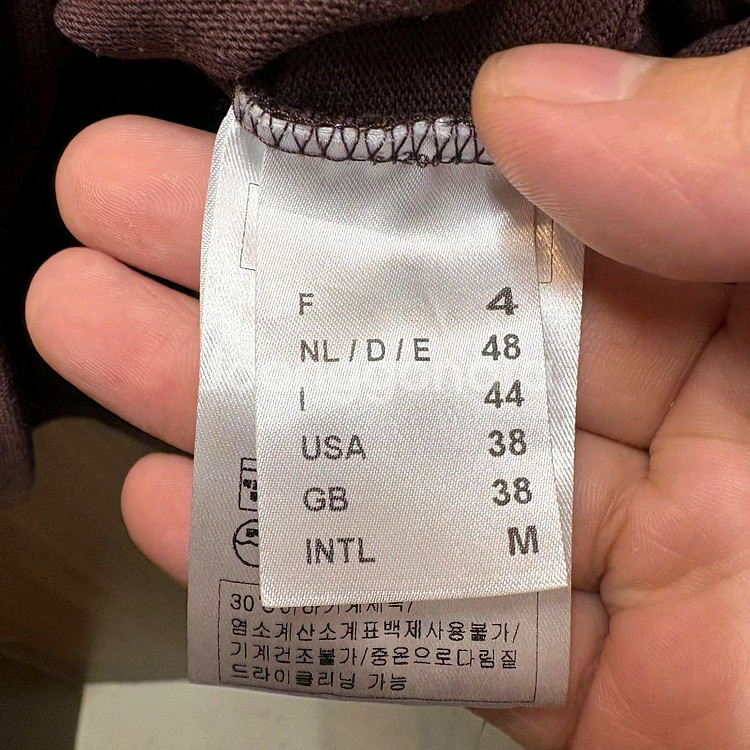 F 4
NL / D / E 48
I 44
USA 38
GB 38
INTL M
염소계산소계표백제사용불가/
기계건조불가/중온으로다림질
드라이클리닝 가능